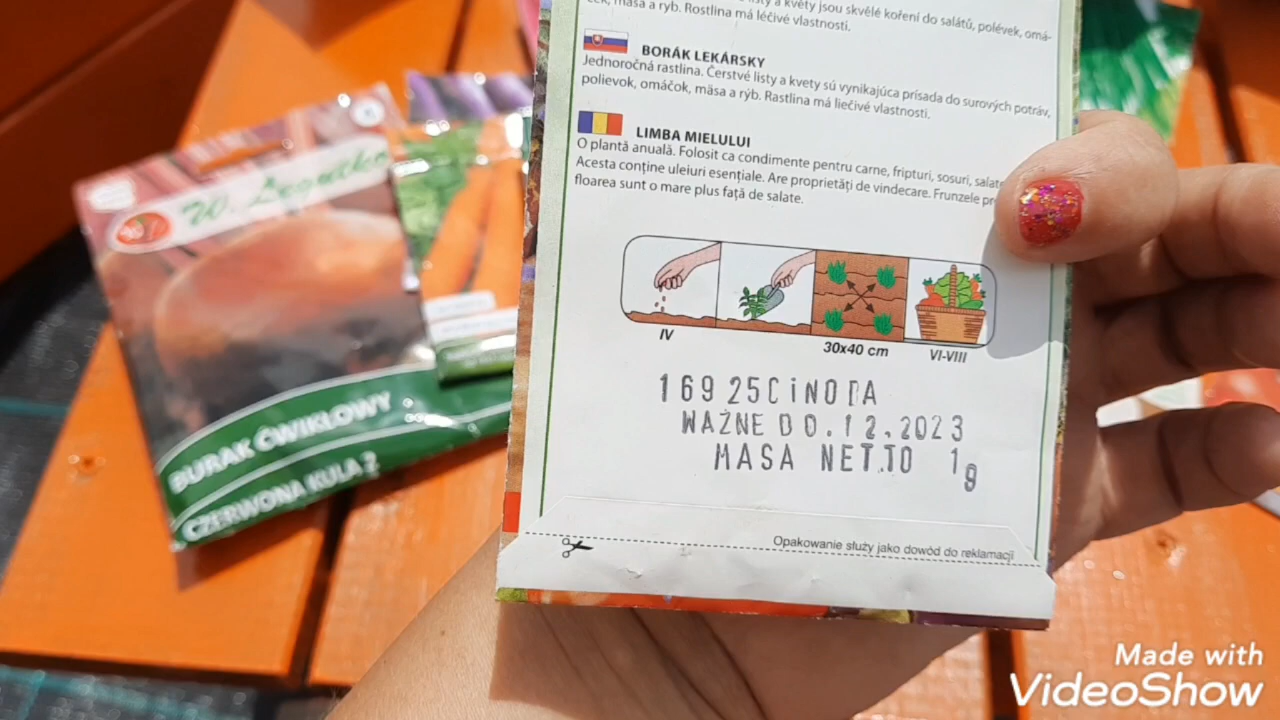 listy a květy jsou skvělé koření do salátů, polévek, omá-
ček, masa a ryb. Rostlina má léčivé vlastnosti.
BORÁK LEKÁRSKY
Jednoročná rastlina. Čerstvé listy a kvety sú vynikajúca prísada do surových potráv,
polievok, omáčok, mäsa a rýb. Rastlina má liečivé vlastnosti.
LIMBA MIELULUI
O plantă anuală. Folosit ca condimente pentru carne, fripturi, sosuri,
Acesta conține uleiuri esențiale. Are proprietăți de vindecare. Frunzele
floarea sunt o mare plus față de salate.
IV
30x40 cm
VI-VIII
169 25CiNODA
WAŻNE DO.12.2023
MASA NETTO 1g
Opakowanie służy jako dowód do reklamacji
W. Legutko
BURAK ĆWIKŁOWY
CZERWONA KULA 2
Made with
VideoShow